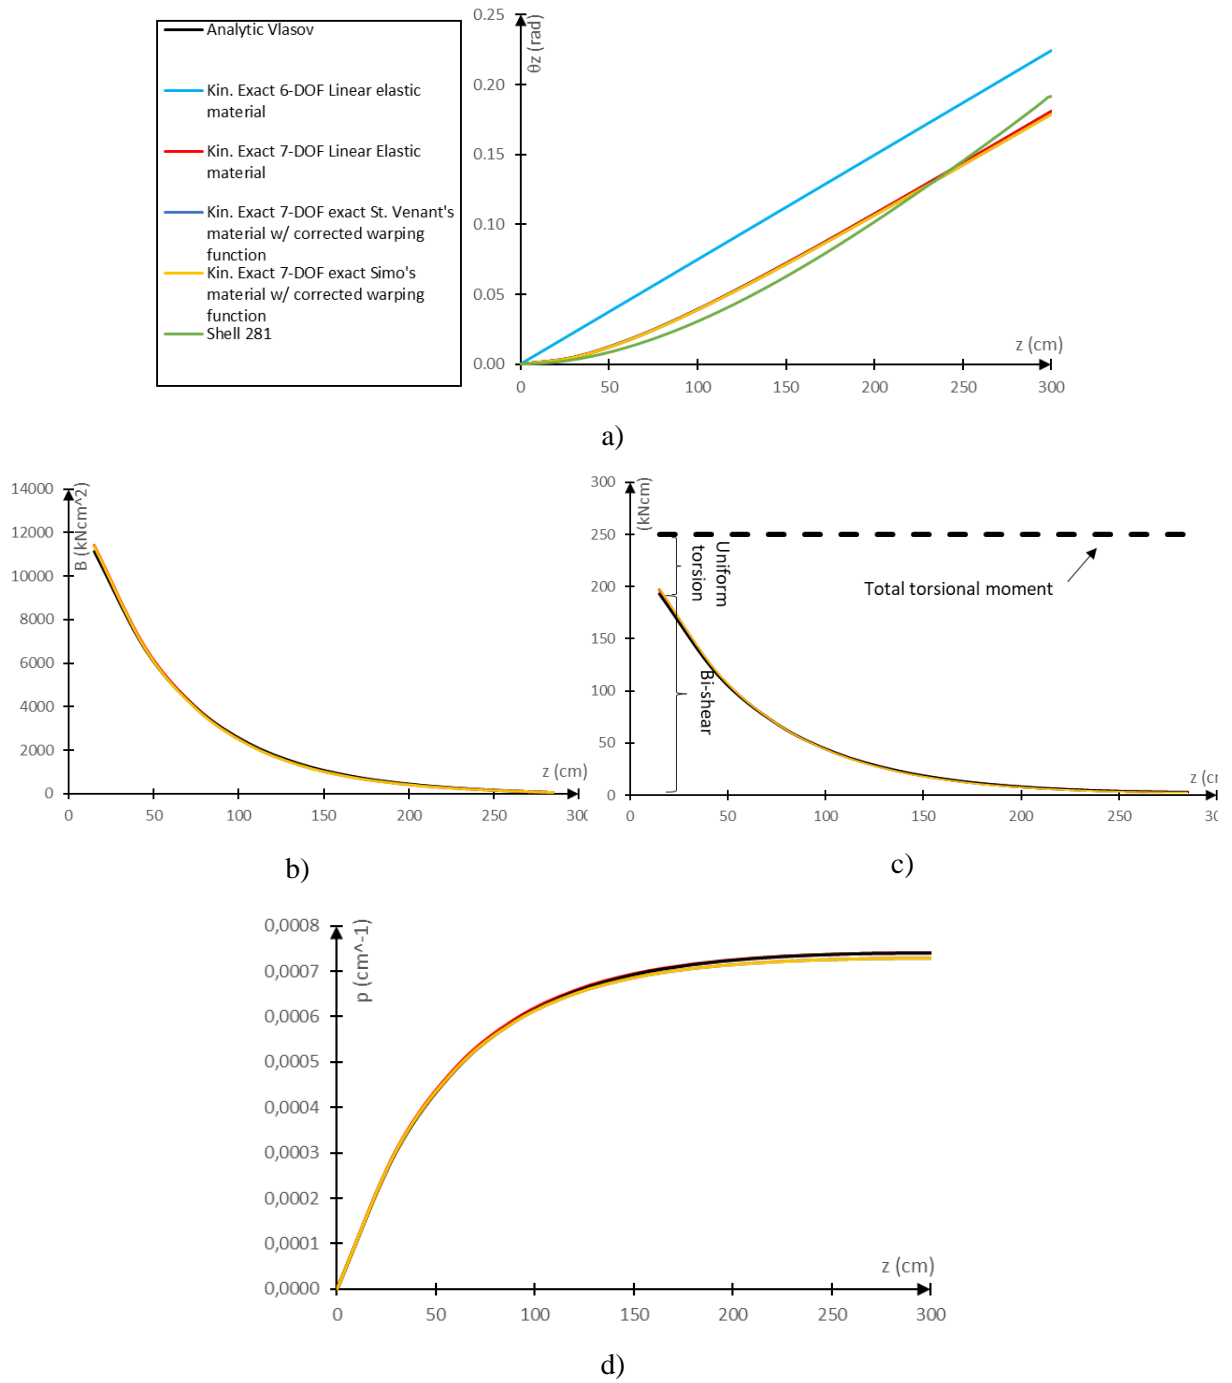 Analytic Vlasov
Kin. Exact 6-DOF Linear elastic
material
Kin. Exact 7-DOF Linear Elastic
material
Kin. Exact 7-DOF exact St. Venant's
material w/ corrected warping
function
Kin. Exact 7-DOF exact Simo's
material w/ corrected warping
function
Shell 281
0.25
0.20
0.15
0.10
0.05
0.00
θz (rad)
z (cm)
0 50 100 150 200 250 300
a)
14000
12000
10000
8000
6000
4000
2000
0
B (kNcm^2)
z (cm)
0 50 100 150 200 250 300
b)
300
250
200
150
100
50
0
(kNcm)
Uniform
torsion
Bi-shear
Total torsional moment
z (cm
0 50 100 150 200 250 300
c)
0,0008
0,0007
0,0006
0,0005
0,0004
0,0003
0,0002
0,0001
0,0000
p (cm^-1)
z (cm)
0 50 100 150 200 250 300
d)